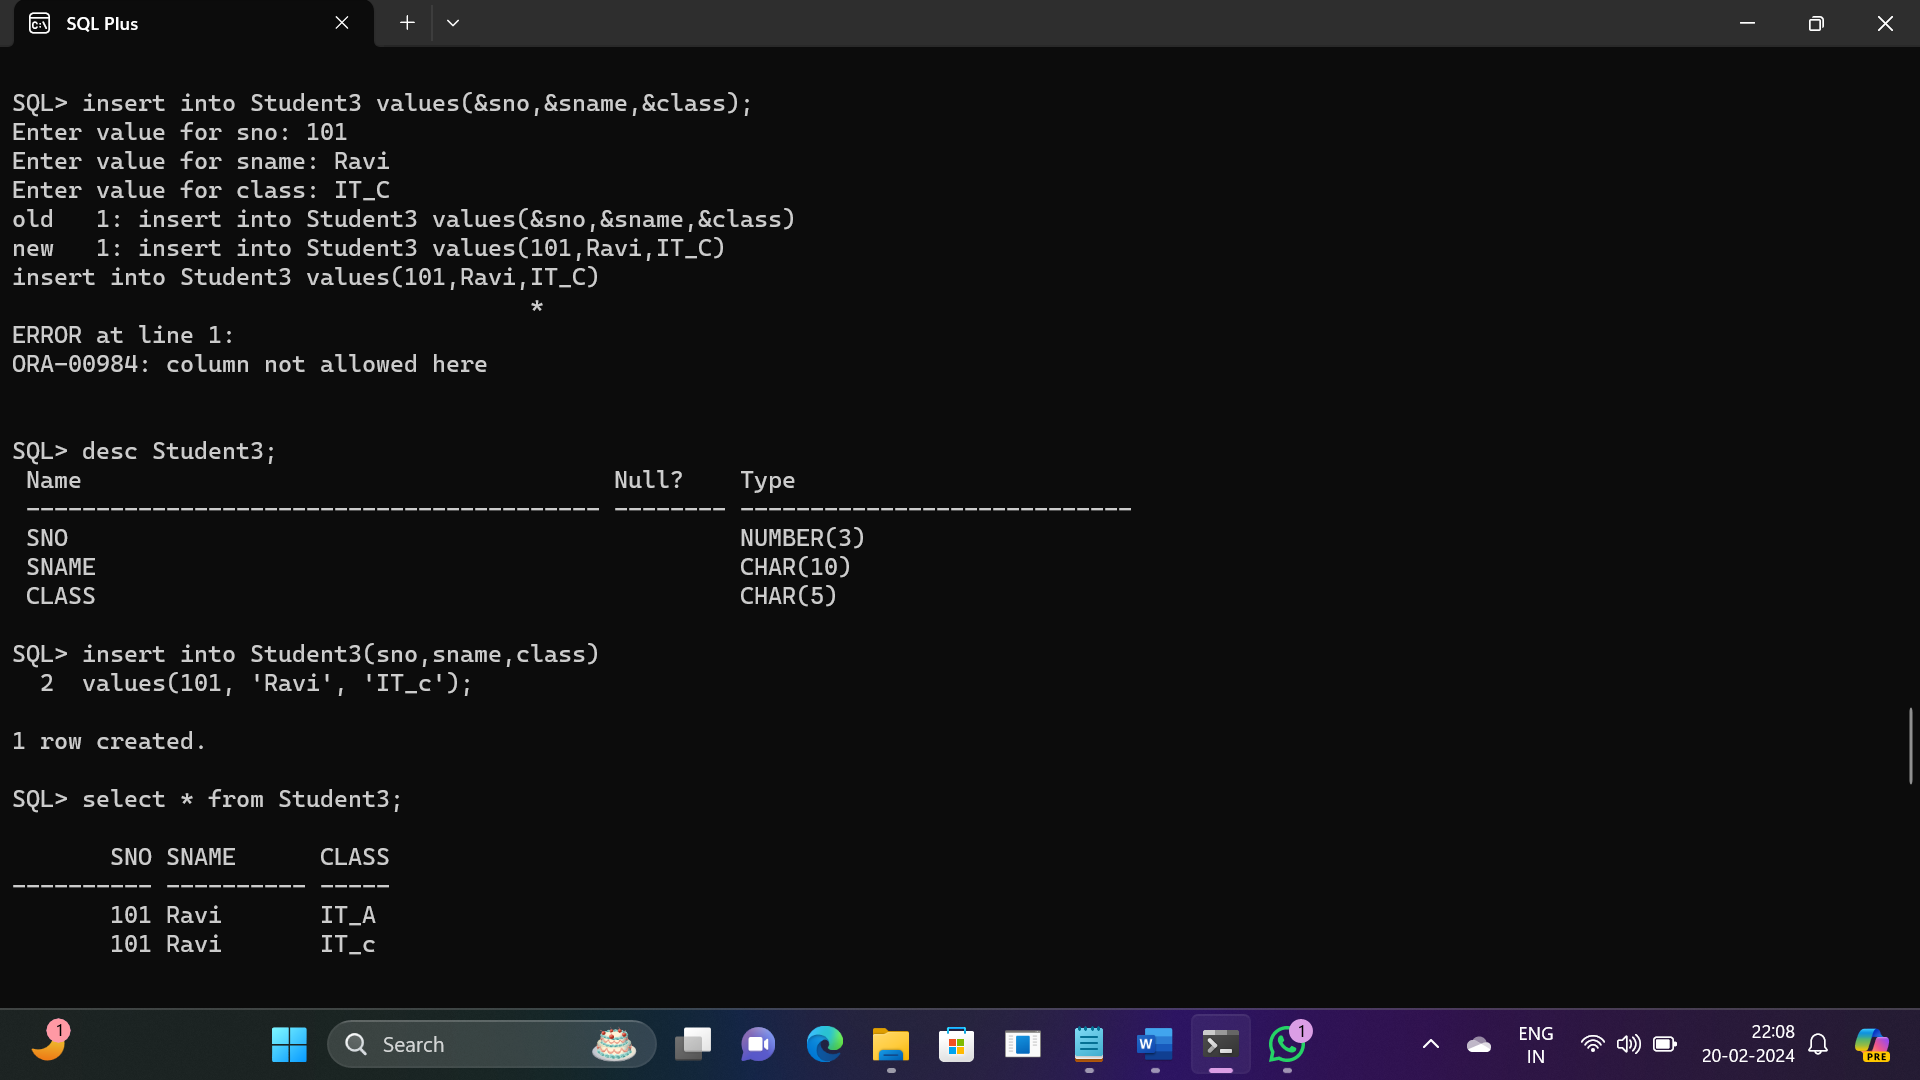 SQL Plus
SQL> insert into Student3 values(&sno,&sname,&class);
Enter value for sno: 101
Enter value for sname: Ravi
Enter value for class: IT_C
old   1: insert into Student3 values(&sno,&sname,&class)
new   1: insert into Student3 values(101,Ravi,IT_C)
insert into Student3 values(101,Ravi,IT_C)
                                     *
ERROR at line 1:
ORA-00984: column not allowed here
SQL> desc Student3;
 Name                                      Null?    Type
 ----------------------------------------- -------- ----------------------------
 SNO                                                NUMBER(3)
 SNAME                                              CHAR(10)
 CLASS                                              CHAR(5)
SQL> insert into Student3(sno,sname,class)
  2  values(101, 'Ravi', 'IT_c');
1 row created.
SQL> select * from Student3;
       SNO SNAME      CLASS
---------- ---------- -----
       101 Ravi       IT_A
       101 Ravi       IT_c
1
Search
W
1
ENG
IN
22:08
20-02-2024
PRE